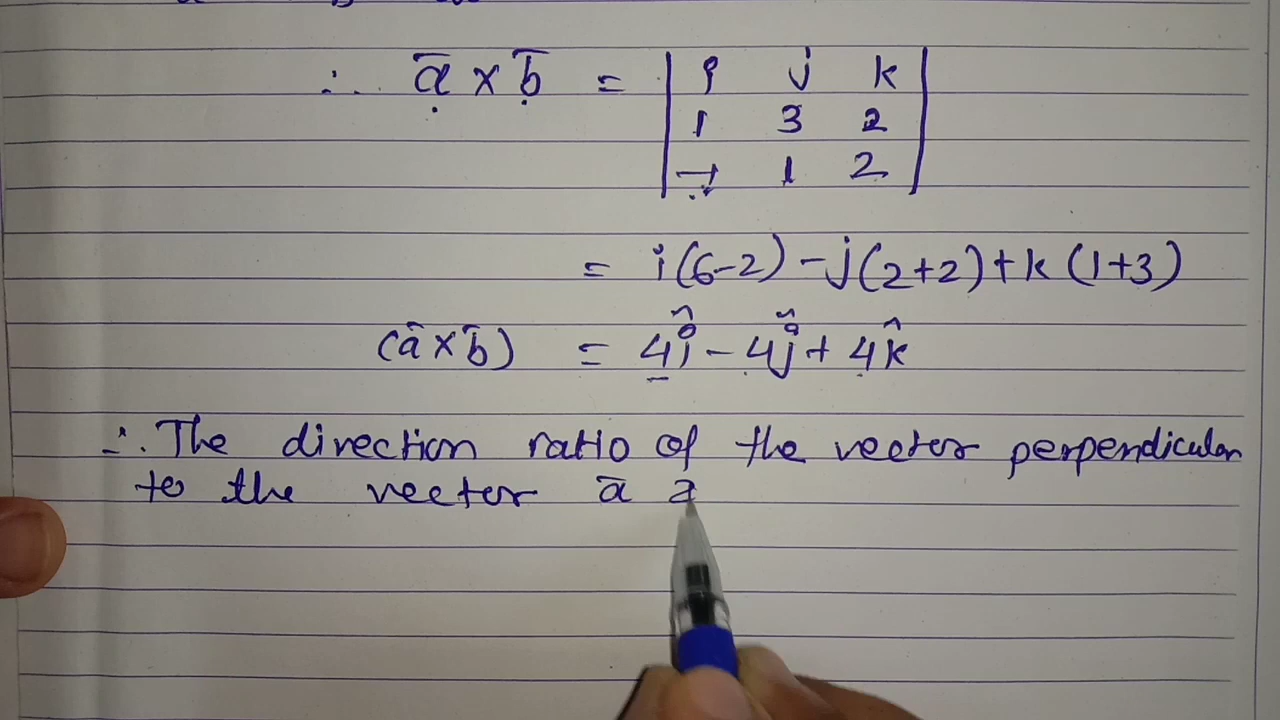 ∴ a̅ × b̅ = | i j k |
| 1 3 2 |
| -1 1 2 |
= i(6-2) - j(2+2) + k(1+3)
(a̅ × b̅) = 4î - 4ĵ + 4k̂
∴ The direction ratio of the vector perpendicular
to the vector a̅ a